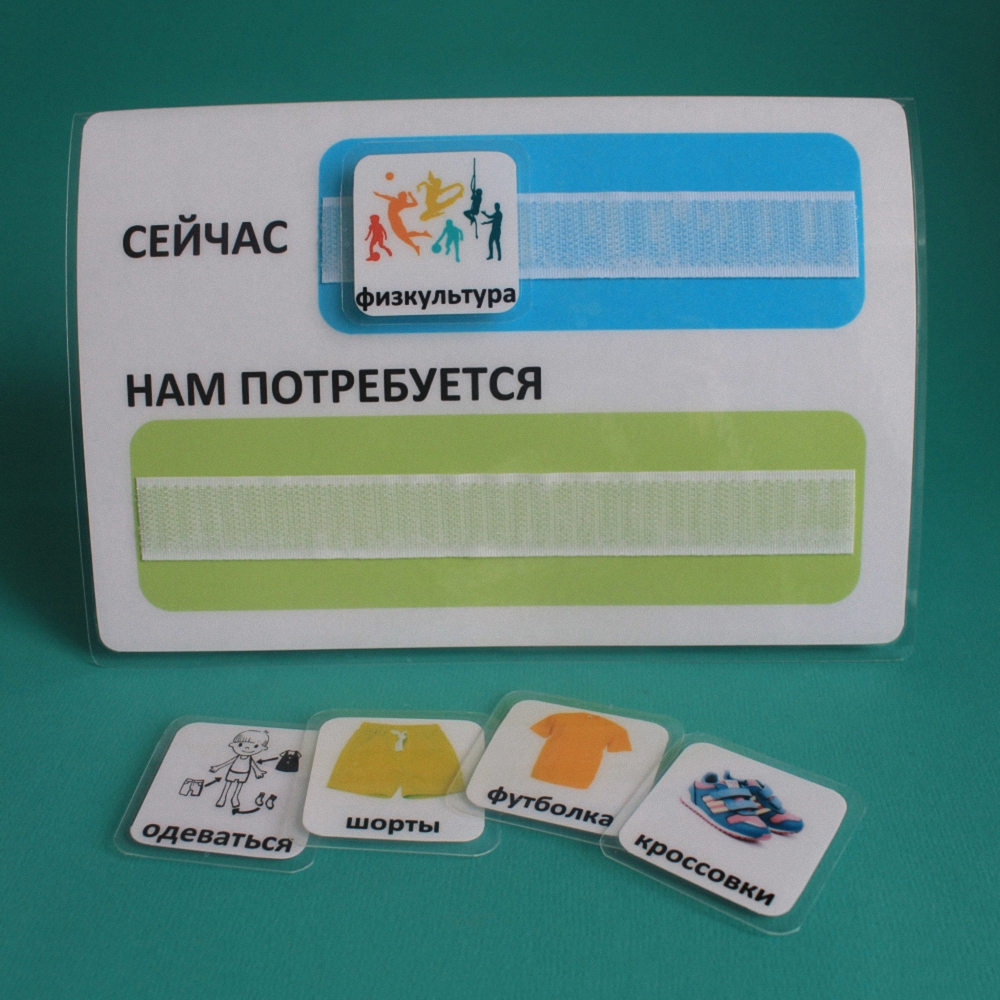 СЕЙЧАС
физкультура
НАМ ПОТРЕБУЕТСЯ
одеваться
шорты
футболка
кроссовки